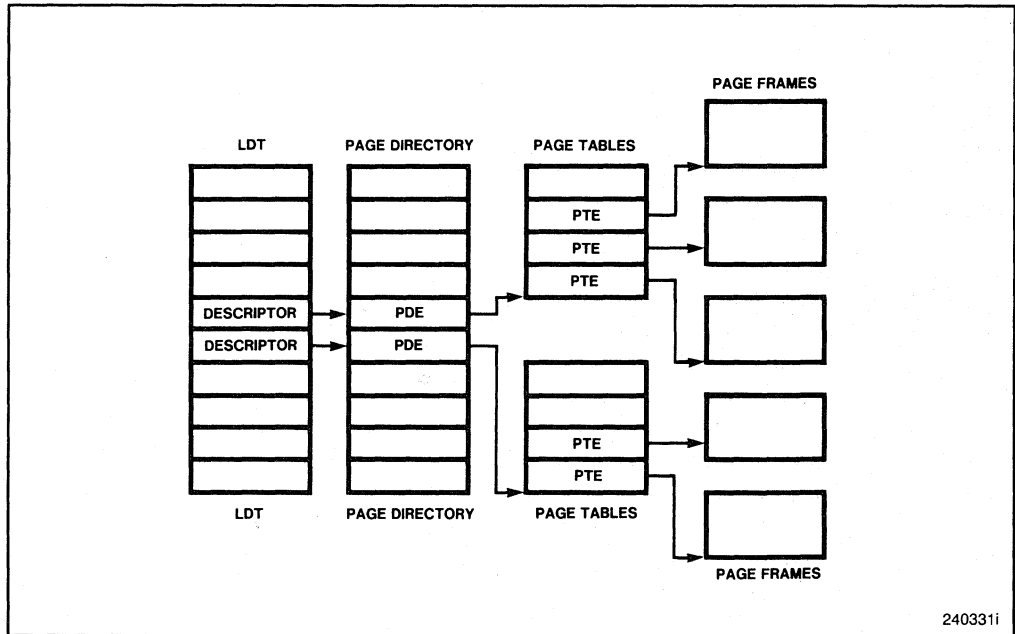 PAGE FRAMES
LDT
PAGE DIRECTORY
PAGE TABLES
PTE
PTE
PTE
DESCRIPTOR
PDE
DESCRIPTOR
PDE
PTE
PTE
LDT
PAGE DIRECTORY
PAGE TABLES
PAGE FRAMES
240331i